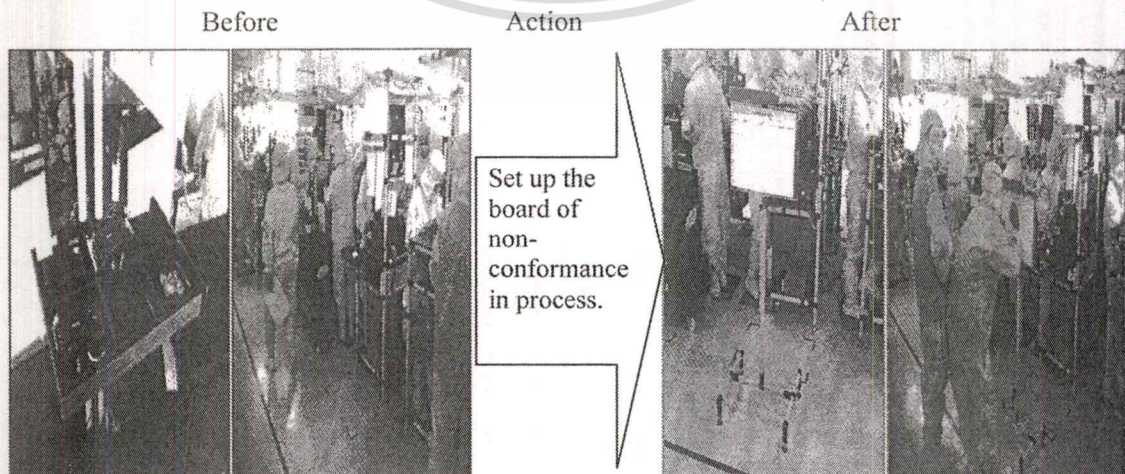 Before Action After
Set up the
board of
non-
conformance
in process.